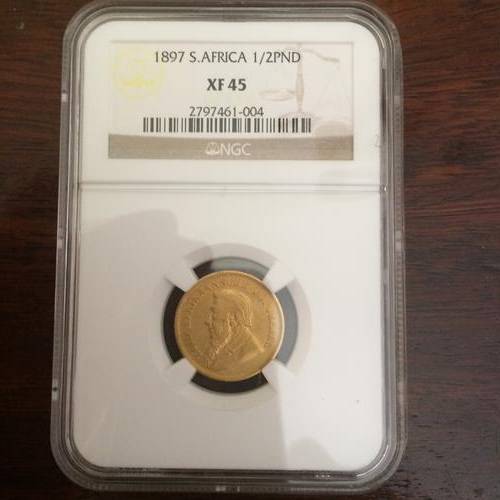 1897 S.AFRICA 1/2PND
XF 45
2797461-004
NGC